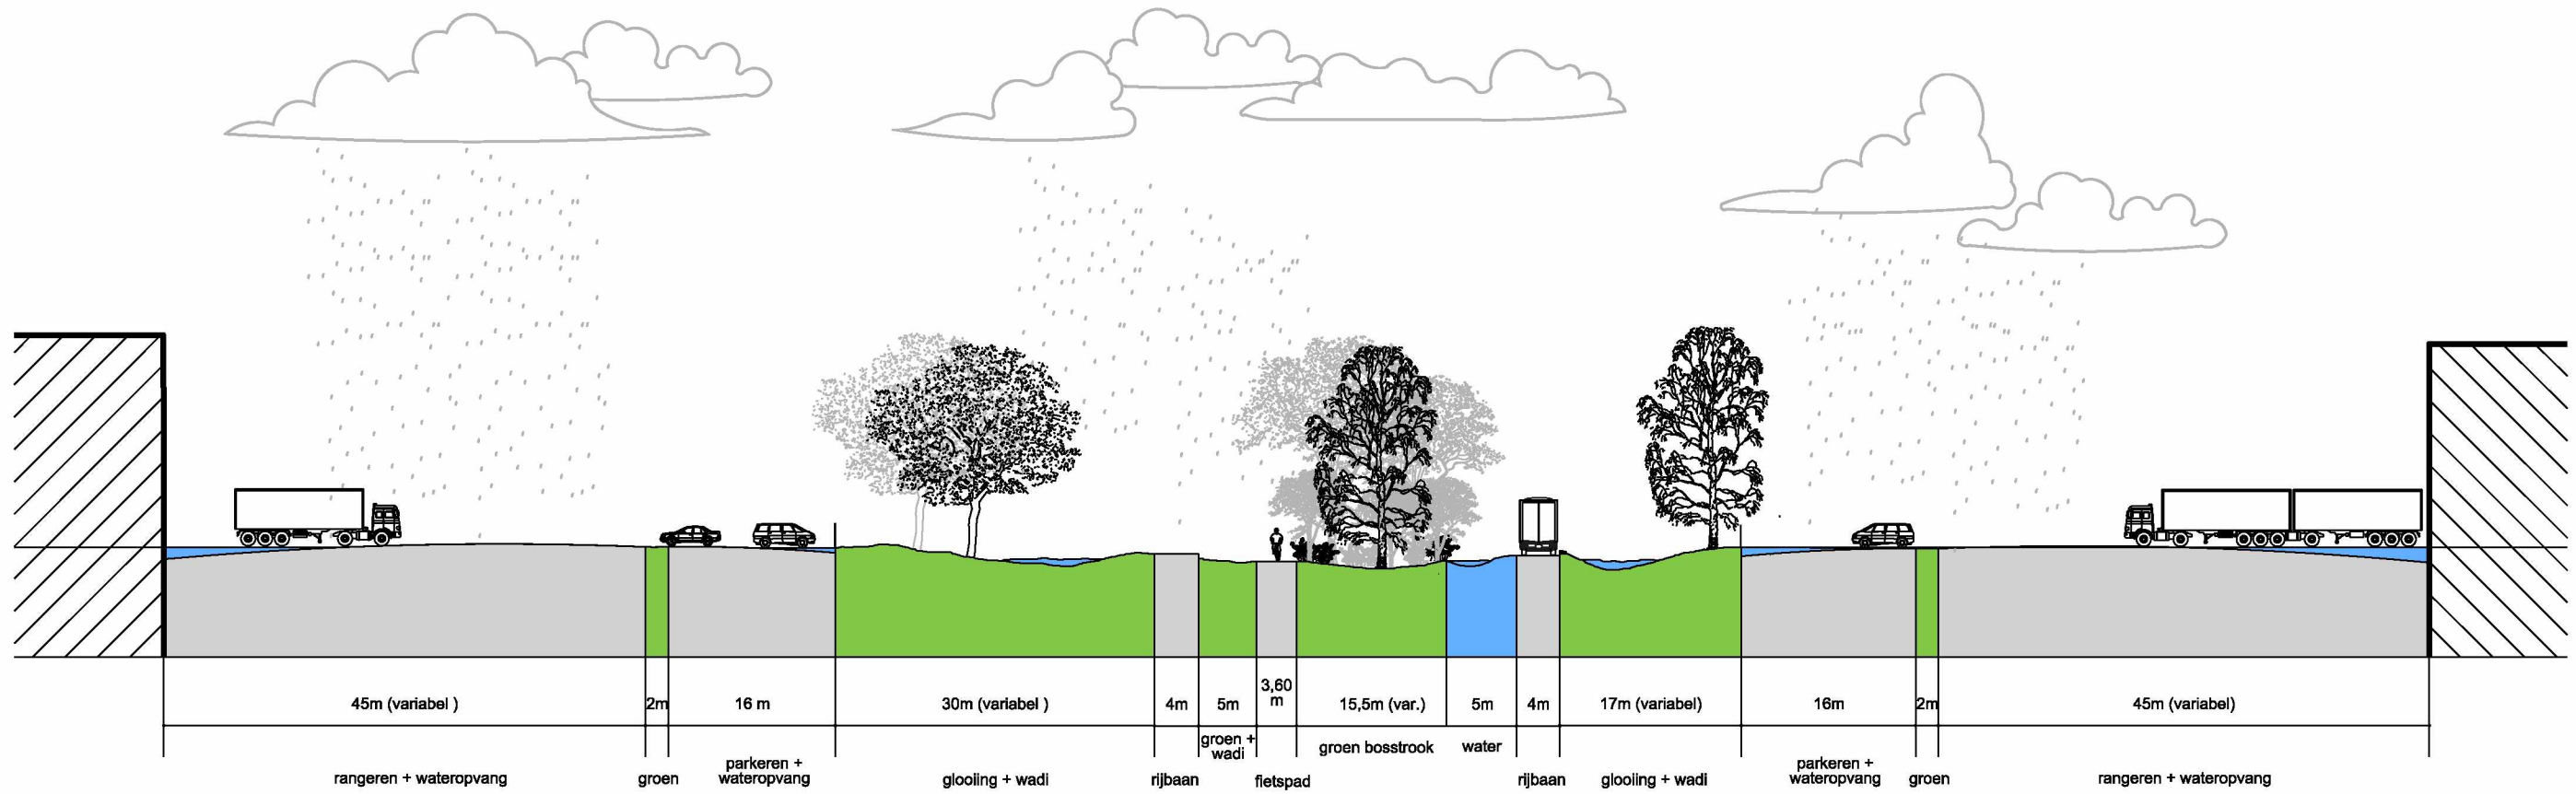 45m (variabel )
2m
16 m
30m (variabel )
4m
5m
3,60
m
15,5m (var.)
5m
4m
17m (variabel)
16m
2m
45m (variabel)
rangeren + wateropvang
groen
parkeren +
wateropvang
glooiing + wadi
rijbaan
groen +
wadi
fietspad
groen bosstrook
water
rijbaan
glooiing + wadi
parkeren +
wateropvang
groen
rangeren + wateropvang